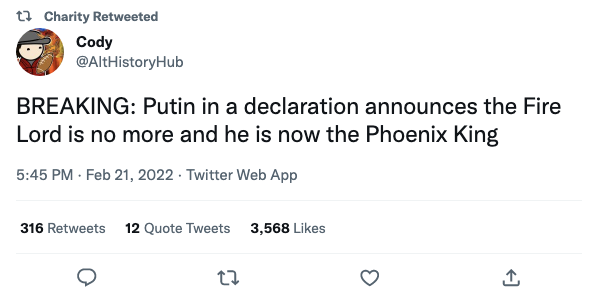 Charity Retweeted
Cody
@AltHistoryHub
BREAKING: Putin in a declaration announces the Fire
Lord is no more and he is now the Phoenix King
5:45 PM · Feb 21, 2022 · Twitter Web App
316 Retweets 12 Quote Tweets 3,568 Likes